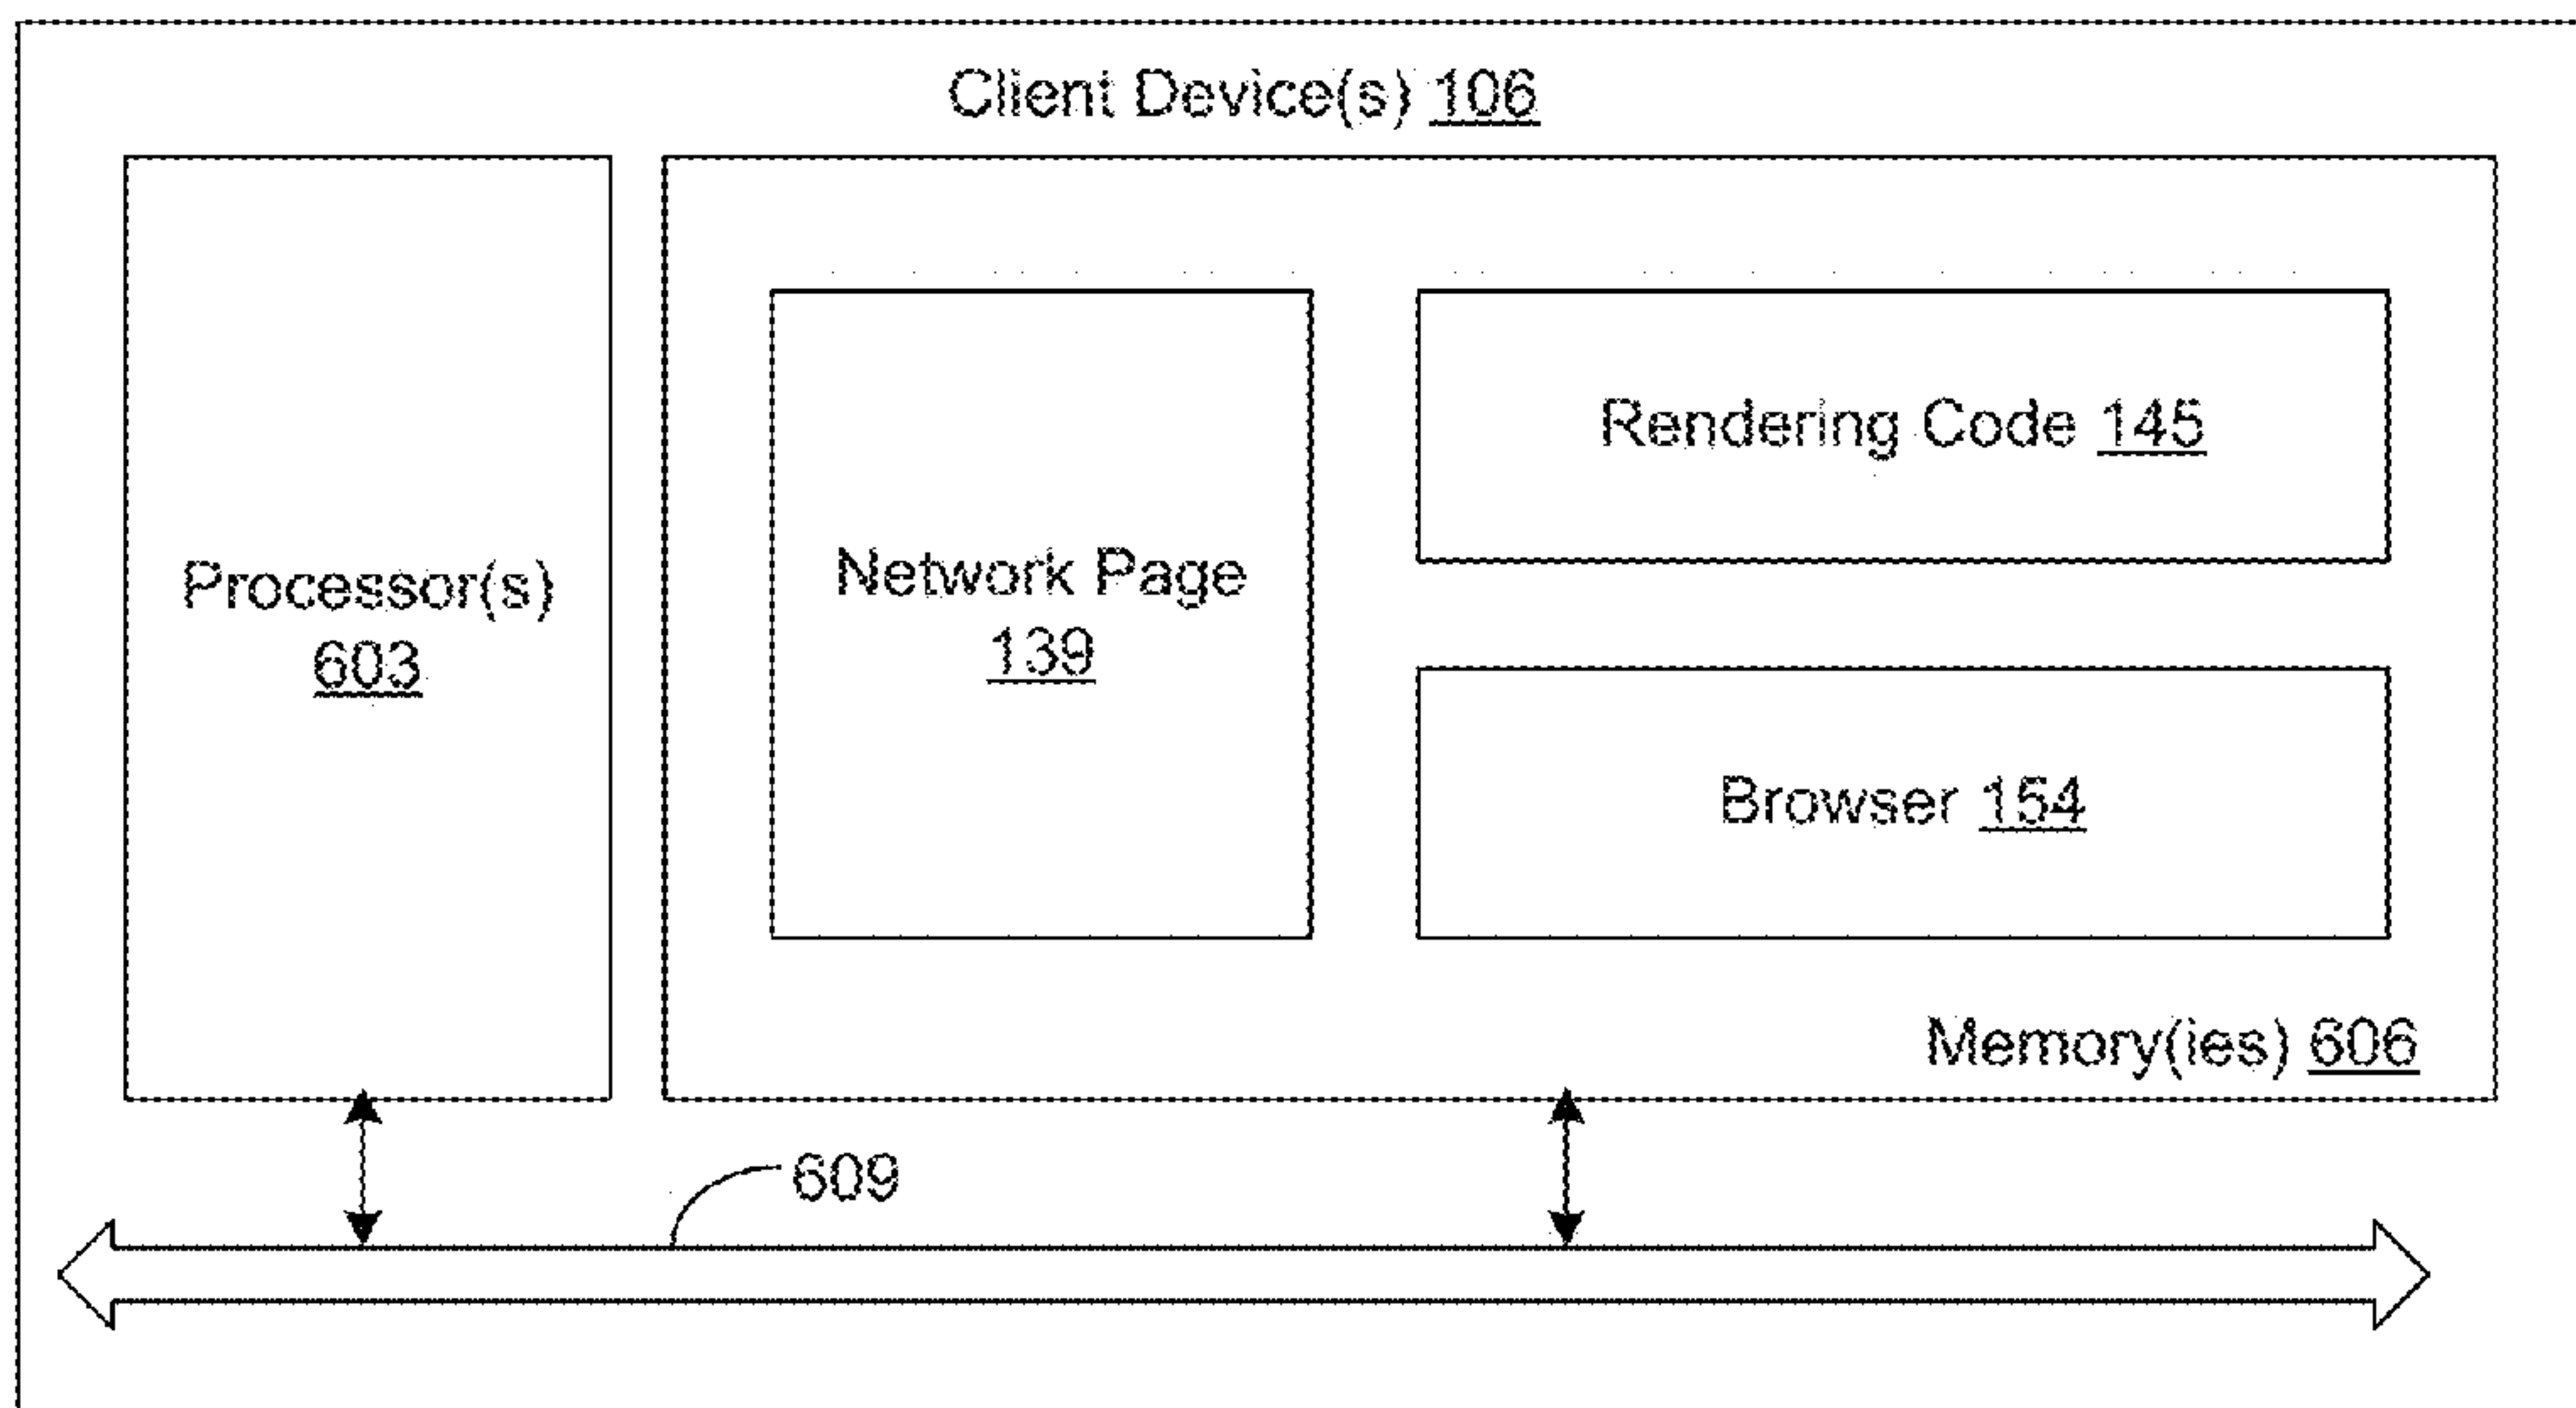 Client Device(s) 106
Processor(s)
603
Network Page
139
Rendering Code 145
Browser 154
Memory(ies) 606
609